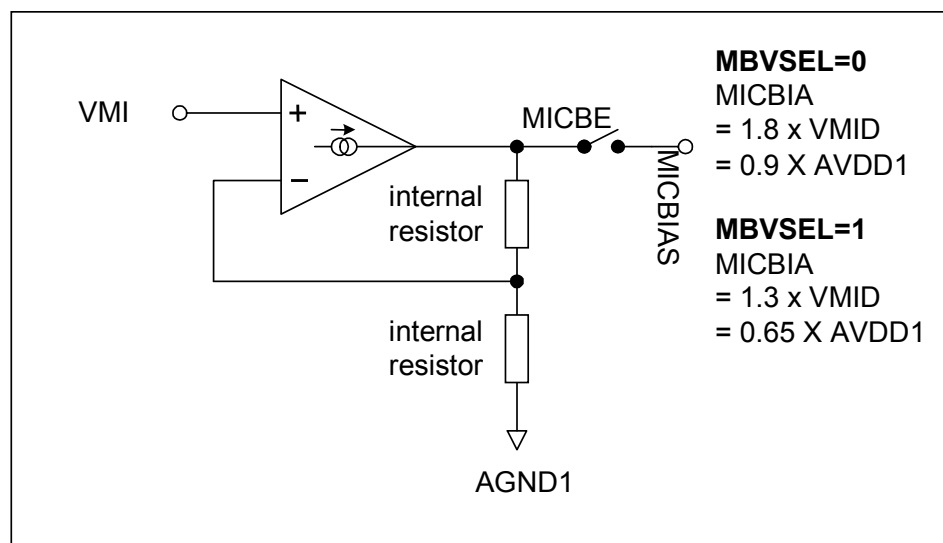 VMI
+
−
MICBE
MICBIAS
internal
resistor
internal
resistor
AGND1
MBVSEL=0
MICBIA
= 1.8 x VMID
= 0.9 X AVDD1
MBVSEL=1
MICBIA
= 1.3 x VMID
= 0.65 X AVDD1